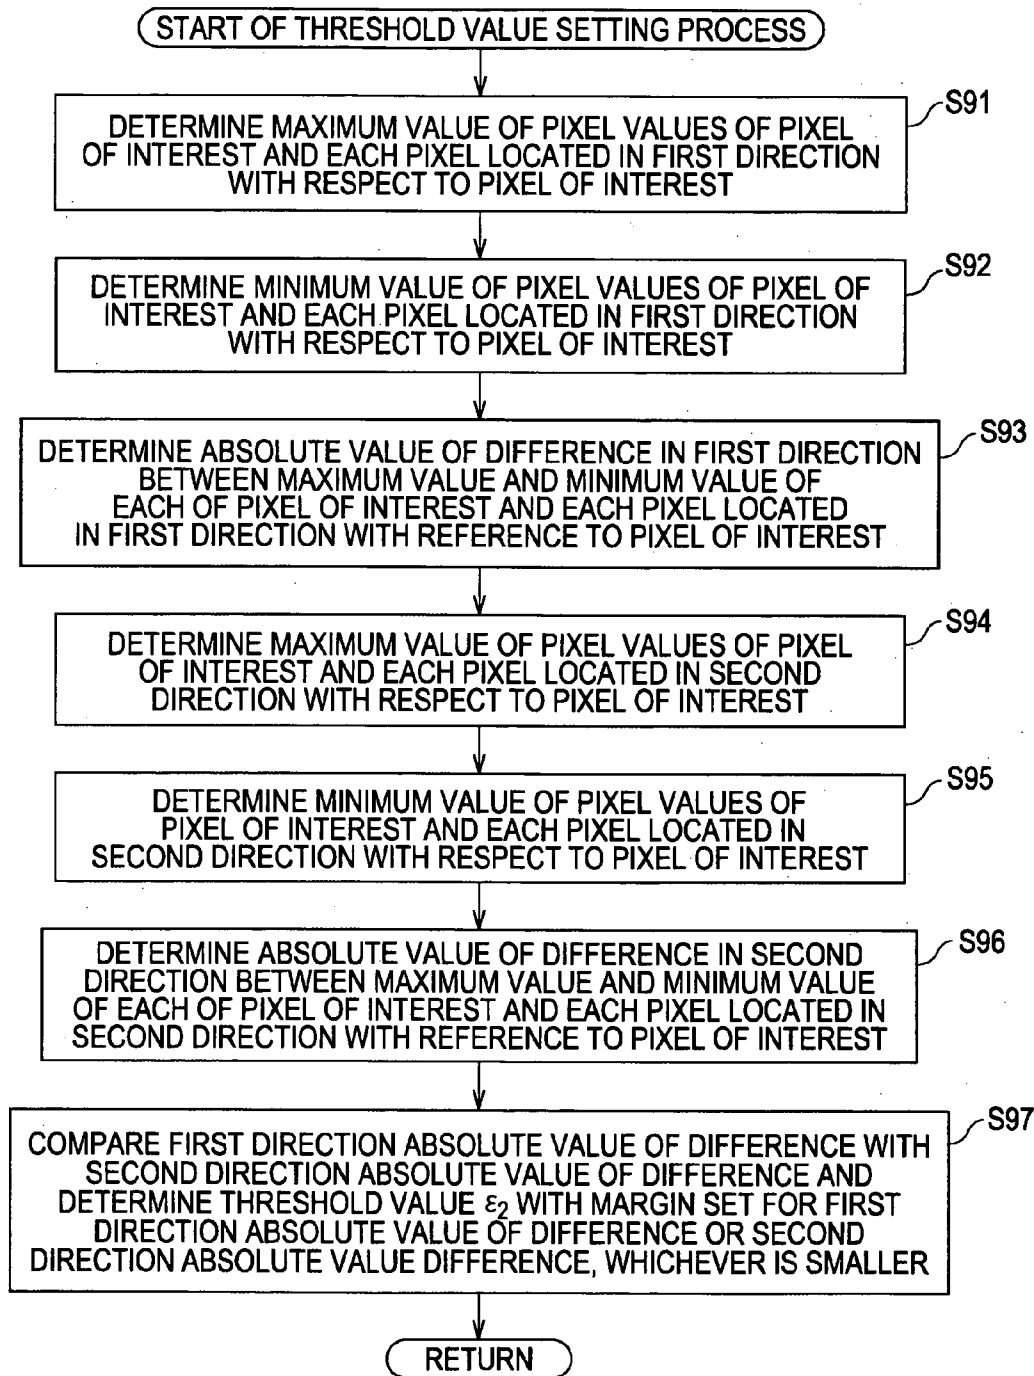 START OF THRESHOLD VALUE SETTING PROCESS
S91
DETERMINE MAXIMUM VALUE OF PIXEL VALUES OF PIXEL
OF INTEREST AND EACH PIXEL LOCATED IN FIRST DIRECTION
WITH RESPECT TO PIXEL OF INTEREST
S92
DETERMINE MINIMUM VALUE OF PIXEL VALUES OF PIXEL OF
INTEREST AND EACH PIXEL LOCATED IN FIRST DIRECTION
WITH RESPECT TO PIXEL OF INTEREST
S93
DETERMINE ABSOLUTE VALUE OF DIFFERENCE IN FIRST DIRECTION
BETWEEN MAXIMUM VALUE AND MINIMUM VALUE OF
EACH OF PIXEL OF INTEREST AND EACH PIXEL LOCATED
IN FIRST DIRECTION WITH REFERENCE TO PIXEL OF INTEREST
S94
DETERMINE MAXIMUM VALUE OF PIXEL VALUES OF PIXEL
OF INTEREST AND EACH PIXEL LOCATED IN SECOND
DIRECTION WITH RESPECT TO PIXEL OF INTEREST
S95
DETERMINE MINIMUM VALUE OF PIXEL VALUES OF
PIXEL OF INTEREST AND EACH PIXEL LOCATED IN
SECOND DIRECTION WITH RESPECT TO PIXEL OF INTEREST
S96
DETERMINE ABSOLUTE VALUE OF DIFFERENCE IN SECOND
DIRECTION BETWEEN MAXIMUM VALUE AND MINIMUM VALUE
OF EACH OF PIXEL OF INTEREST AND EACH PIXEL LOCATED IN
SECOND DIRECTION WITH REFERENCE TO PIXEL OF INTEREST
S97
COMPARE FIRST DIRECTION ABSOLUTE VALUE OF DIFFERENCE WITH
SECOND DIRECTION ABSOLUTE VALUE OF DIFFERENCE AND
DETERMINE THRESHOLD VALUE ε₂ WITH MARGIN SET FOR FIRST
DIRECTION ABSOLUTE VALUE OF DIFFERENCE OR SECOND
DIRECTION ABSOLUTE VALUE DIFFERENCE, WHICHEVER IS SMALLER
RETURN